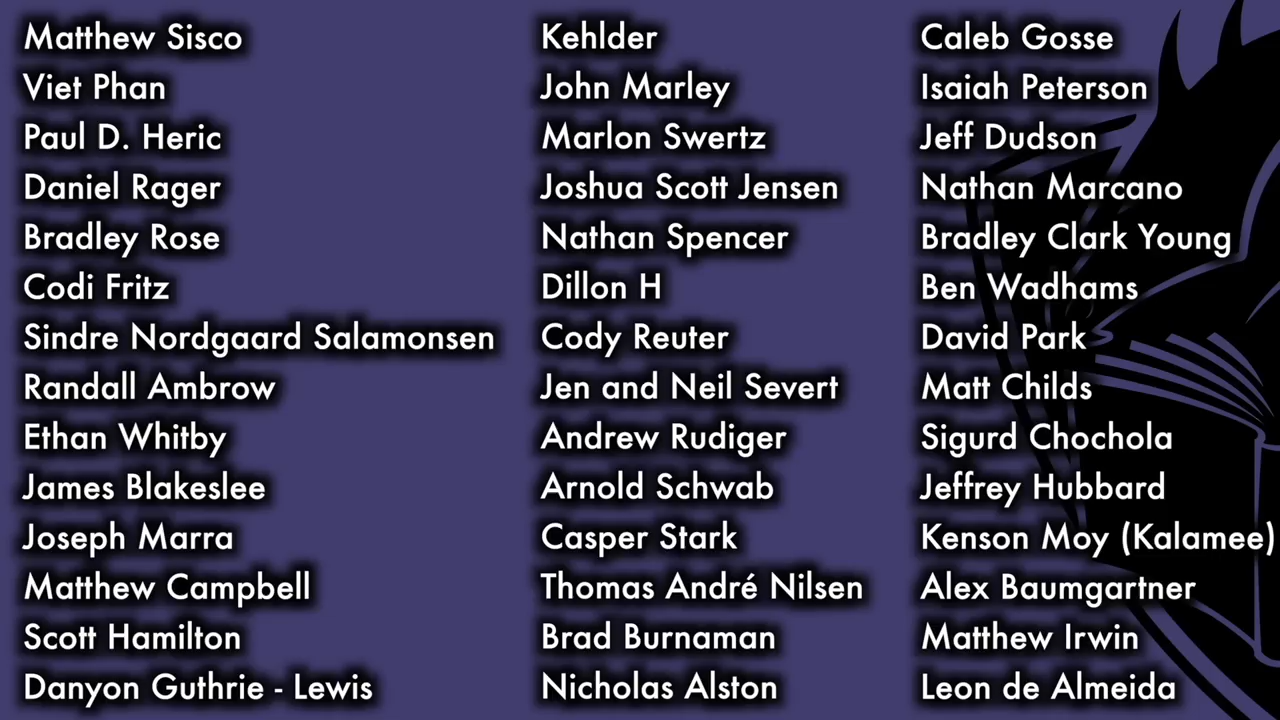 Matthew Sisco
Viet Phan
Paul D. Heric
Daniel Rager
Bradley Rose
Codi Fritz
Sindre Nordgaard Salamonsen
Randall Ambrow
Ethan Whitby
James Blakeslee
Joseph Marra
Matthew Campbell
Scott Hamilton
Danyon Guthrie - Lewis
Kehlder
John Marley
Marlon Swertz
Joshua Scott Jensen
Nathan Spencer
Dillon H
Cody Reuter
Jen and Neil Severt
Andrew Rudiger
Arnold Schwab
Casper Stark
Thomas André Nilsen
Brad Burnaman
Nicholas Alston
Caleb Gosse
Isaiah Peterson
Jeff Dudson
Nathan Marcano
Bradley Clark Young
Ben Wadhams
David Park
Matt Childs
Sigurd Chochola
Jeffrey Hubbard
Kenson Moy (Kalamee)
Alex Baumgartner
Matthew Irwin
Leon de Almeida